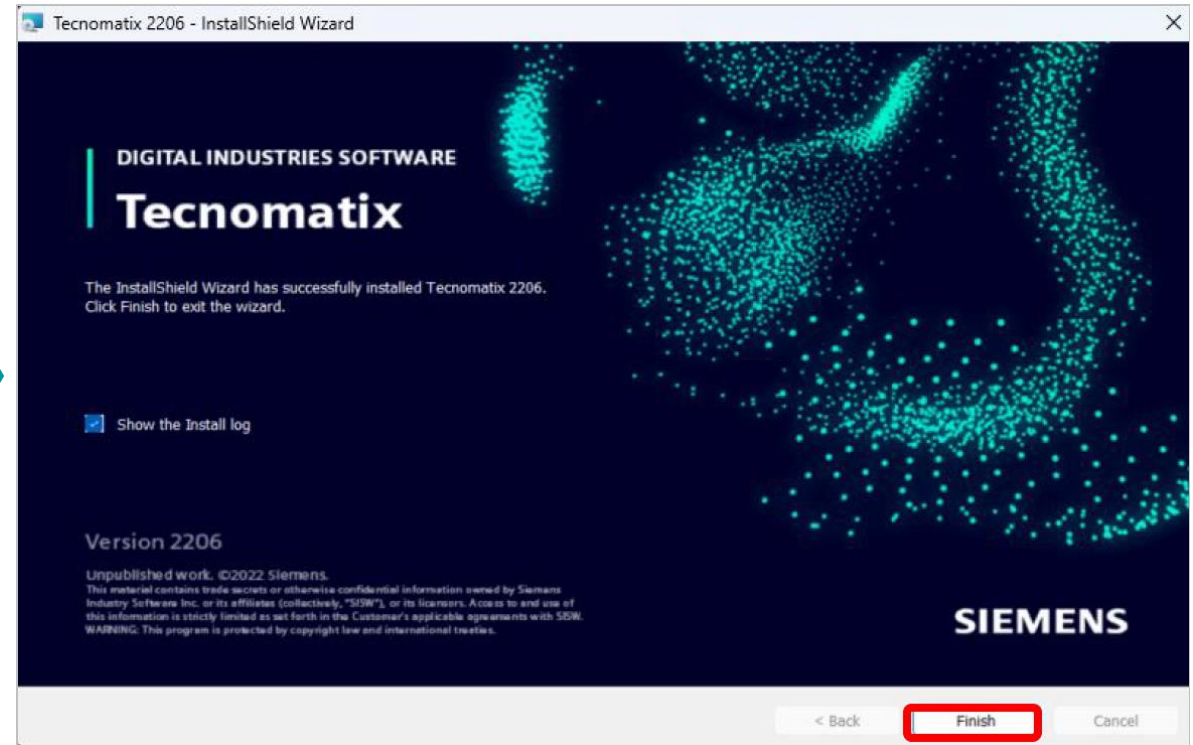 Tecnomatix 2206 - InstallShield Wizard
DIGITAL INDUSTRIES SOFTWARE
Tecnomatix
The InstallShield Wizard has successfully installed Tecnomatix 2206.
Click Finish to exit the wizard.
Show the Install log
Version 2206
Unpublished work. ©2022 Siemens.
This material contains trade secrets or otherwise confidential information owned by Siemens
Industry Software Inc. or its affiliates (collectively, "SISW"), or its licensors. Access to and use of
this information is strictly limited as set forth in the Customer's applicable agreements with SISW.
WARNING: This program is protected by copyright law and international treaties.
SIEMENS
< Back
Finish
Cancel